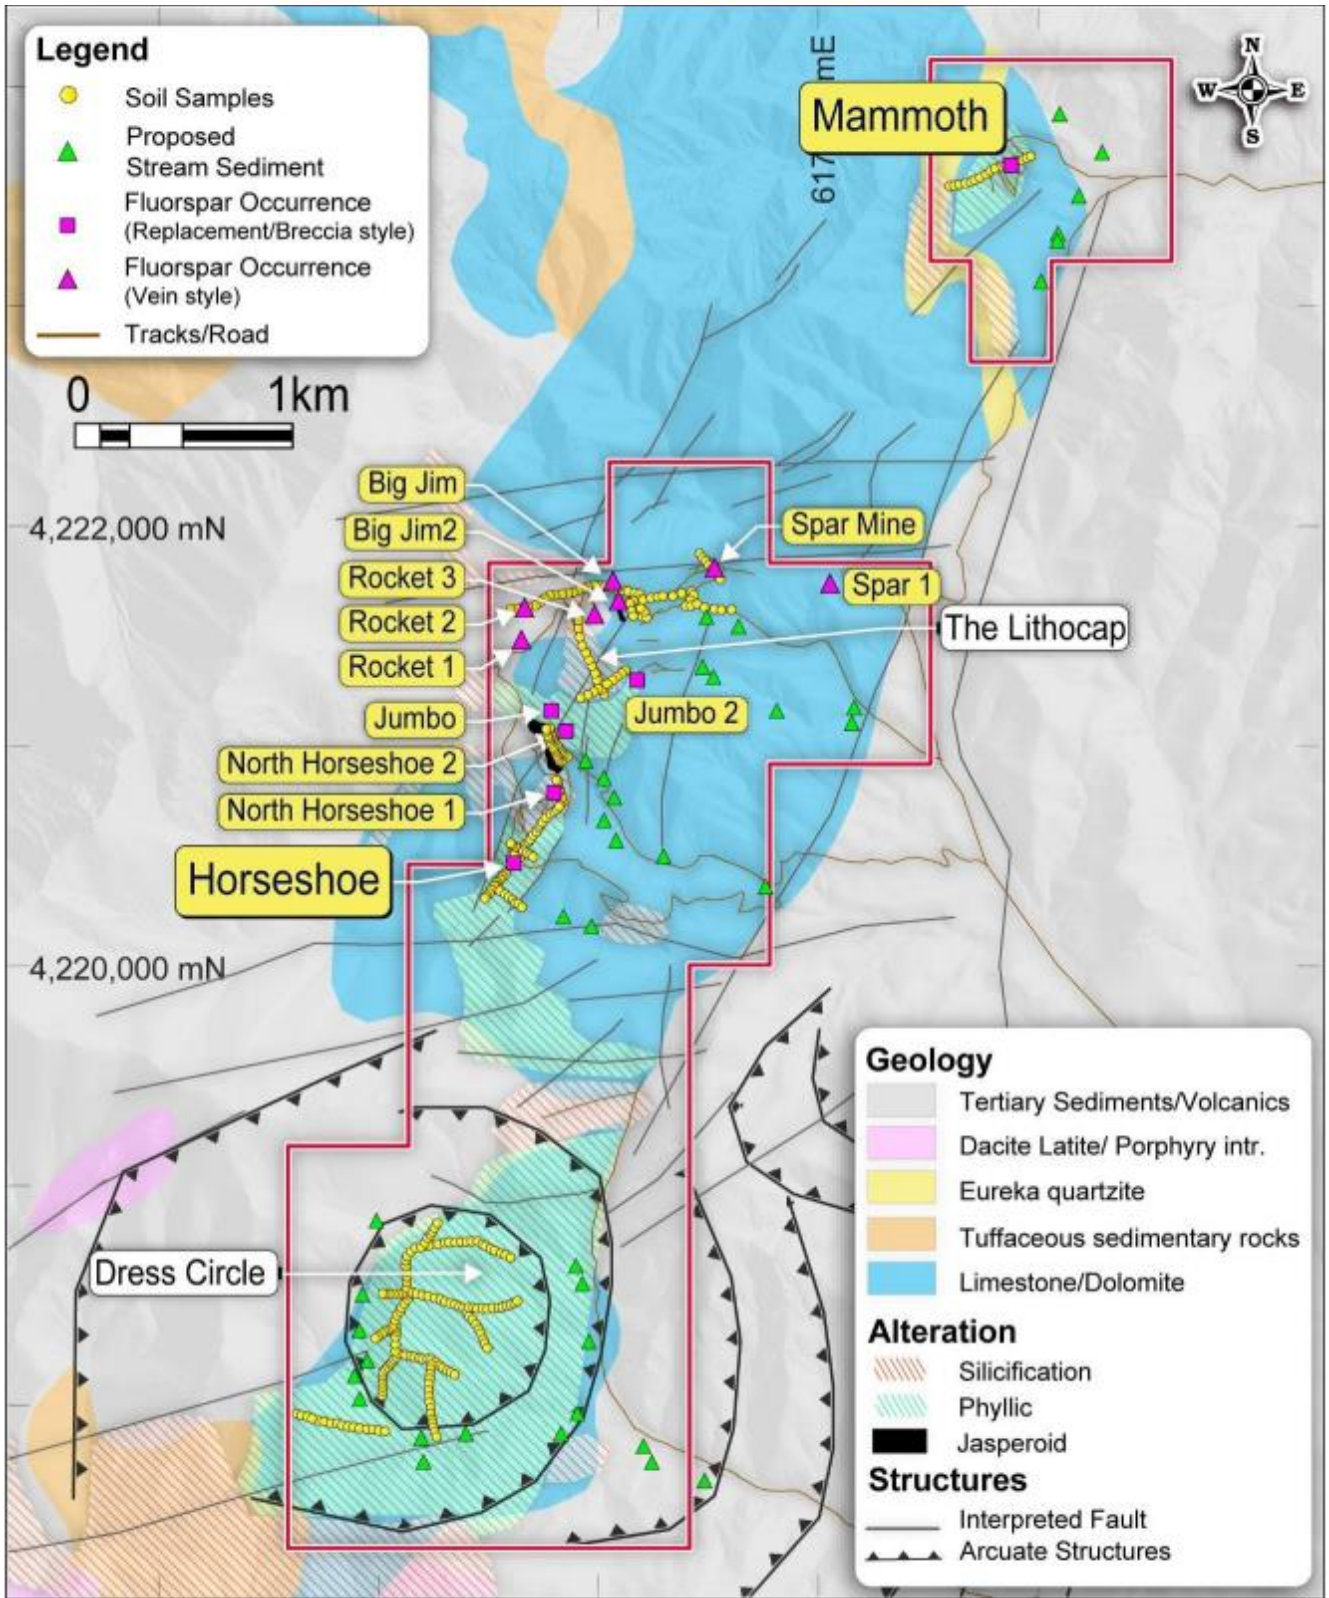 Legend
Soil Samples
Proposed
Stream Sediment
Fluorspar Occurrence
(Replacement/Breccia style)
Fluorspar Occurrence
(Vein style)
Tracks/Road
0 1km
617
mE
Mammoth
N
W E
S
4,222,000 mN
Big Jim
Big Jim2
Rocket 3
Rocket 2
Rocket 1
Jumbo
North Horseshoe 2
North Horseshoe 1
Horseshoe
Spar Mine
Spar 1
The Lithocap
Jumbo 2
4,220,000 mN
Dress Circle
Geology
Tertiary Sediments/Volcanics
Dacite Latite/ Porphyry intr.
Eureka quartzite
Tuffaceous sedimentary rocks
Limestone/Dolomite
Alteration
Silicification
Phyllic
Jasperoid
Structures
Interpreted Fault
Arcuate Structures